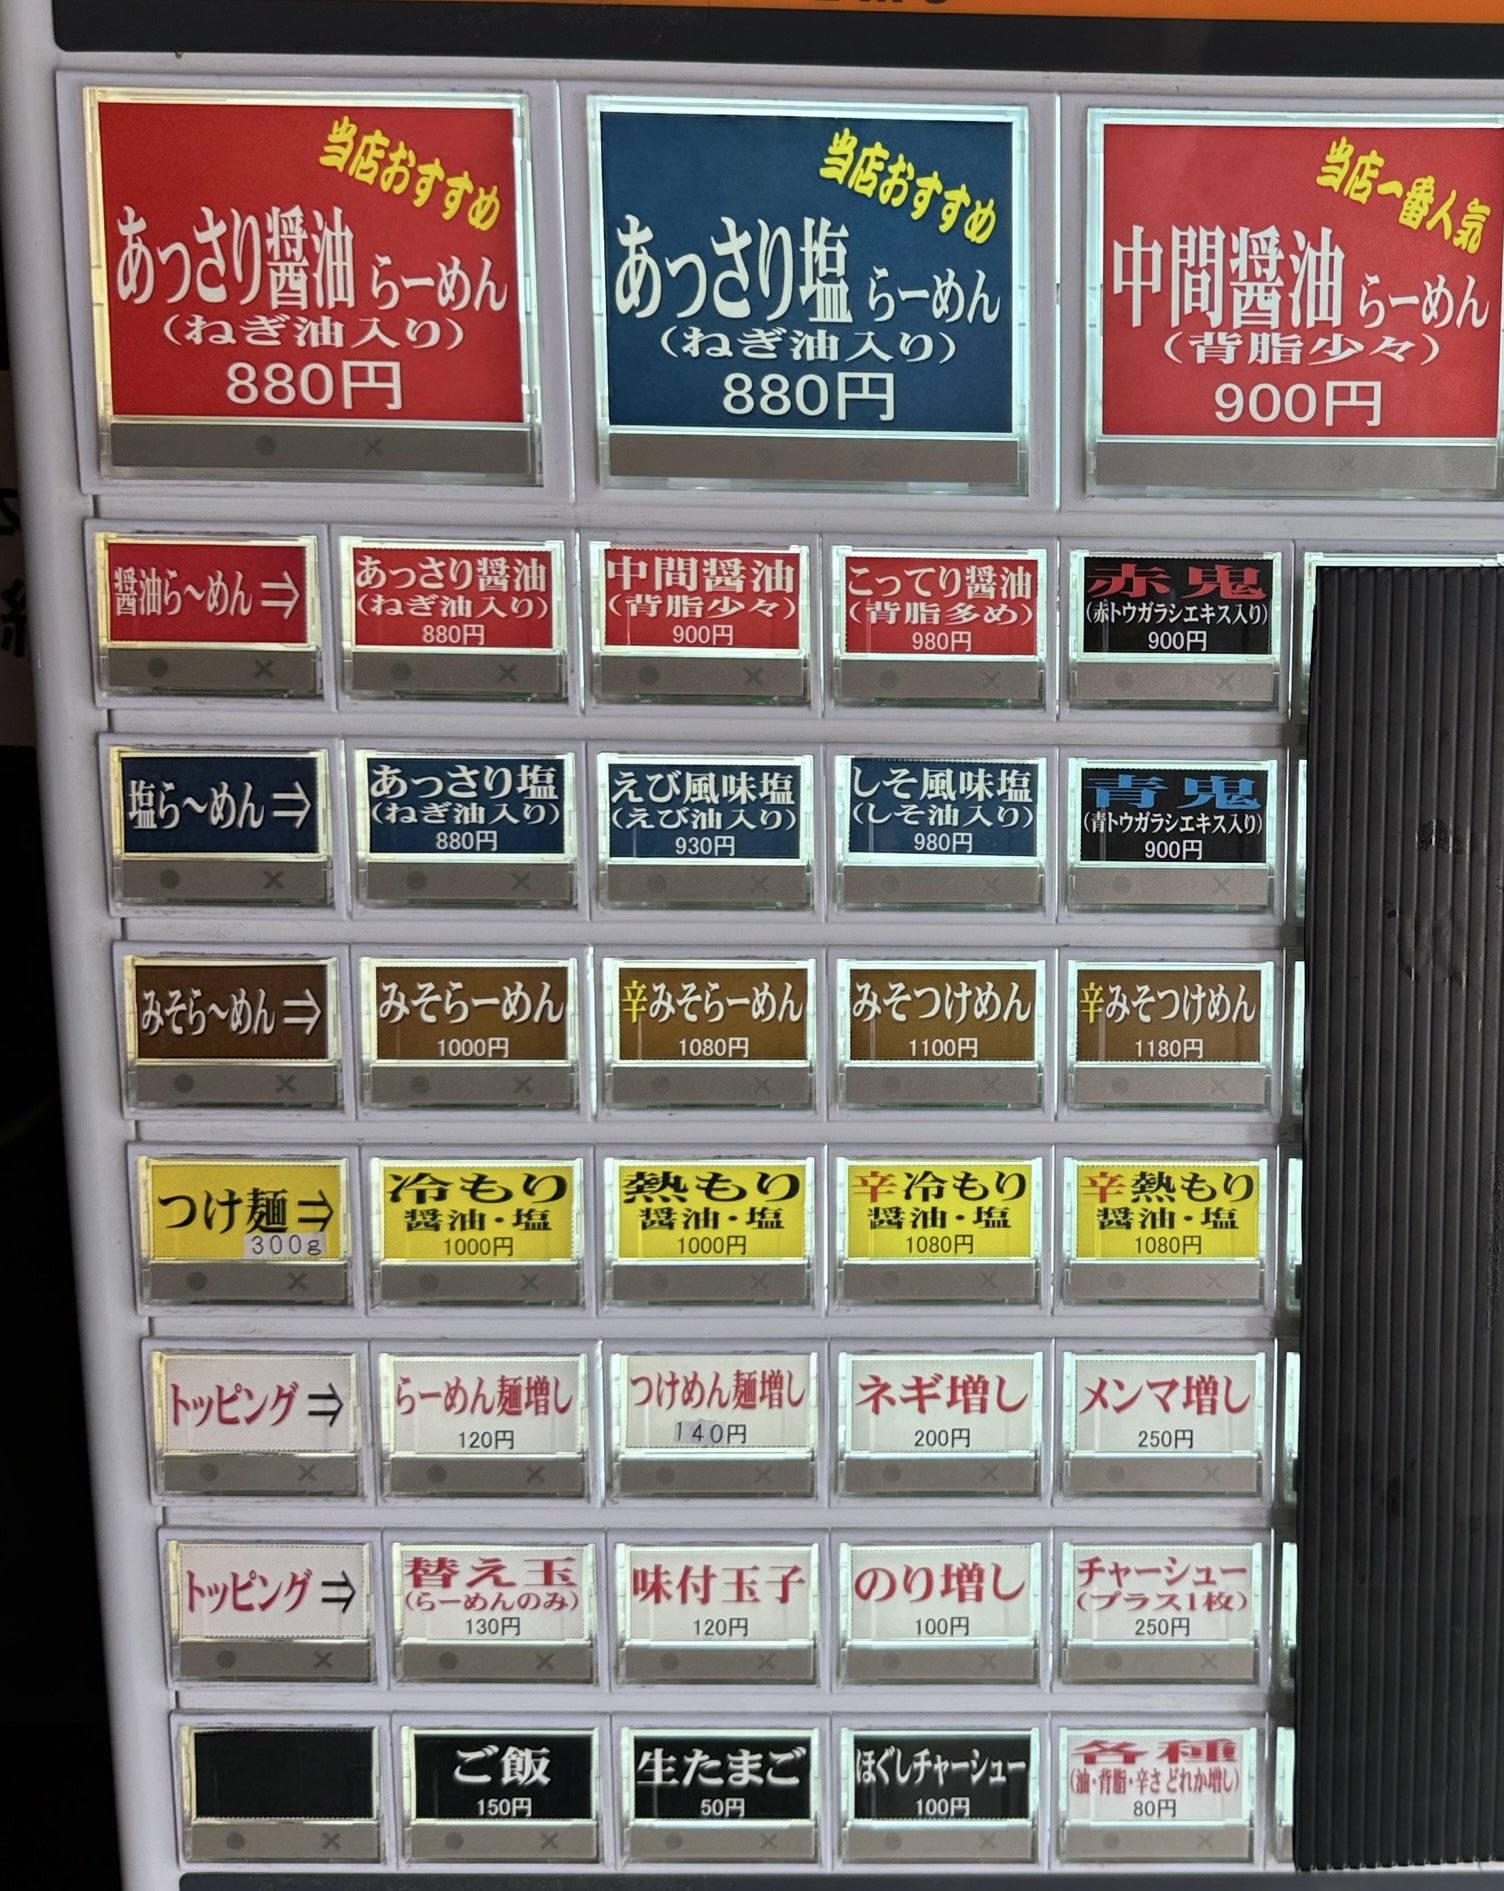 当店おすすめ
あっさり醤油らーめん
(ねぎ油入り)
880円
当店おすすめ
あっさり塩らーめん
(ねぎ油入り)
880円
当店一番人気
中間醤油らーめん
(背脂少々)
900円
醤油ら〜めん⇒
あっさり醤油
(ねぎ油入り)
880円
中間醤油
(背脂少々)
900円
こってり醤油
(背脂多め)
980円
赤鬼
(赤トウガラシエキス入り)
900円
塩ら〜めん⇒
あっさり塩
(ねぎ油入り)
880円
えび風味塩
(えび油入り)
930円
しそ風味塩
(しそ油入り)
980円
青鬼
(青トウガラシエキス入り)
900円
みそら〜めん⇒
みそらーめん
1000円
辛みそらーめん
1080円
みそつけめん
1100円
辛みそつけめん
1180円
つけ麺⇒
300g
冷もり
醤油・塩
1000円
熱もり
醤油・塩
1000円
辛冷もり
醤油・塩
1080円
辛熱もり
醤油・塩
1080円
トッピング⇒
らーめん麺増し
120円
つけめん麺増し
140円
ネギ増し
200円
メンマ増し
250円
トッピング⇒
替え玉
(らーめんのみ)
130円
味付玉子
120円
のり増し
100円
チャーシュー
(プラス1枚)
250円
ご飯
150円
生たまご
50円
ほぐしチャーシュー
100円
各種
(油・背脂・辛さ どれか増し)
80円